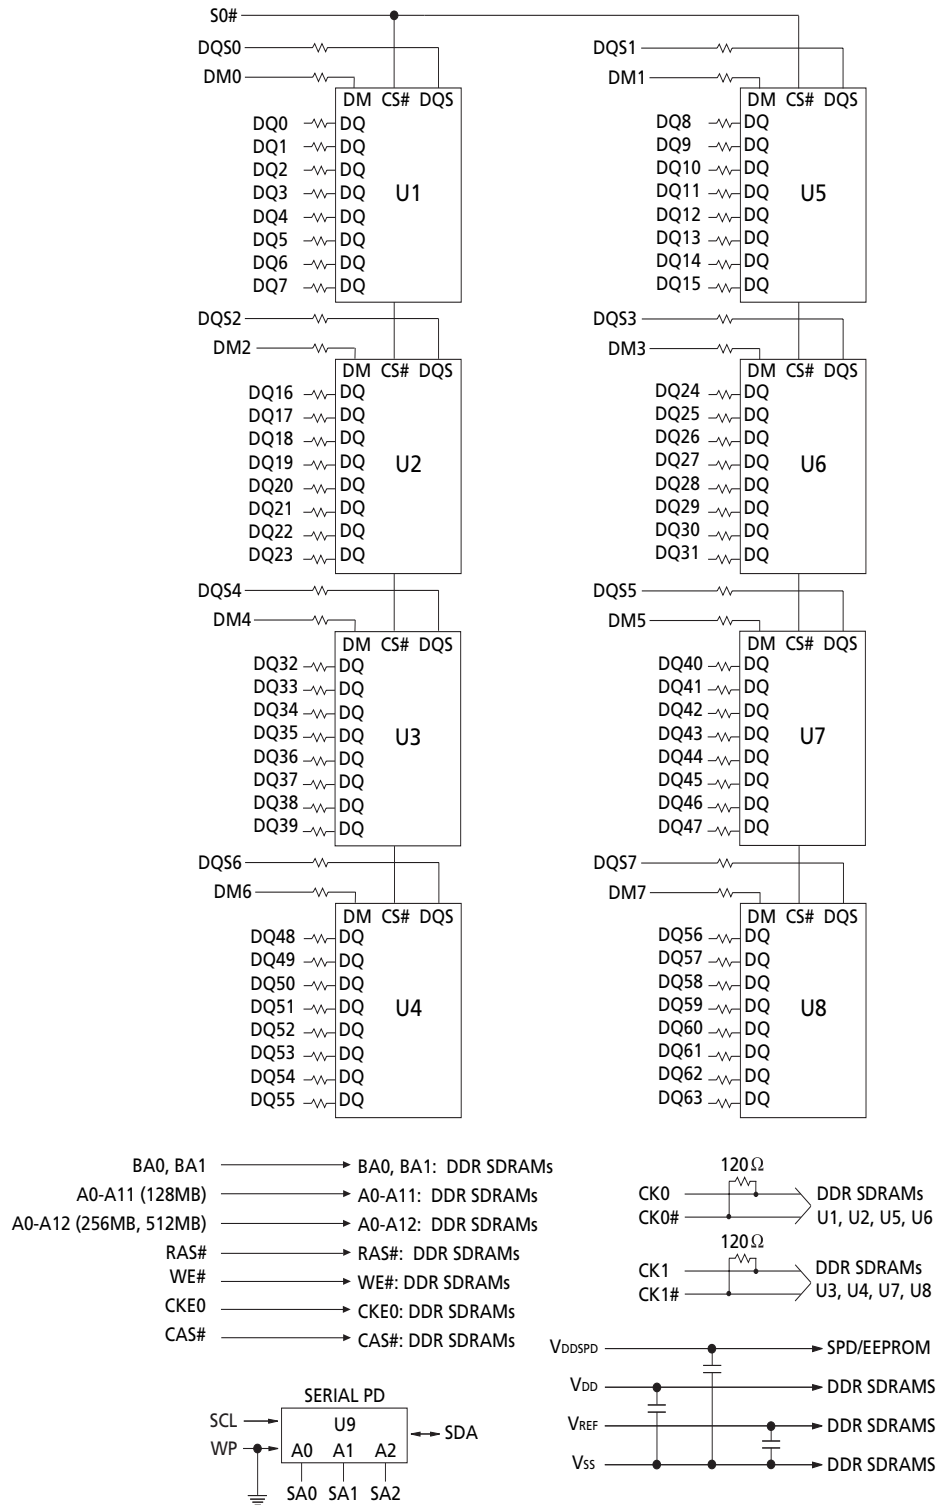 S0#
DQS0
DM0
DM CS# DQS
DQ0 DQ
DQ1 DQ
DQ2 DQ
DQ3 DQ
DQ4 DQ
DQ5 DQ
DQ6 DQ
DQ7 DQ
U1
DQS1
DM1
DM CS# DQS
DQ8 DQ
DQ9 DQ
DQ10 DQ
DQ11 DQ
DQ12 DQ
DQ13 DQ
DQ14 DQ
DQ15 DQ
U5
DQS2
DM2
DM CS# DQS
DQ16 DQ
DQ17 DQ
DQ18 DQ
DQ19 DQ
DQ20 DQ
DQ21 DQ
DQ22 DQ
DQ23 DQ
U2
DQS3
DM3
DM CS# DQS
DQ24 DQ
DQ25 DQ
DQ26 DQ
DQ27 DQ
DQ28 DQ
DQ29 DQ
DQ30 DQ
DQ31 DQ
U6
DQS4
DM4
DM CS# DQS
DQ32 DQ
DQ33 DQ
DQ34 DQ
DQ35 DQ
DQ36 DQ
DQ37 DQ
DQ38 DQ
DQ39 DQ
U3
DQS5
DM5
DM CS# DQS
DQ40 DQ
DQ41 DQ
DQ42 DQ
DQ43 DQ
DQ44 DQ
DQ45 DQ
DQ46 DQ
DQ47 DQ
U7
DQS6
DM6
DM CS# DQS
DQ48 DQ
DQ49 DQ
DQ50 DQ
DQ51 DQ
DQ52 DQ
DQ53 DQ
DQ54 DQ
DQ55 DQ
U4
DQS7
DM7
DM CS# DQS
DQ56 DQ
DQ57 DQ
DQ58 DQ
DQ59 DQ
DQ60 DQ
DQ61 DQ
DQ62 DQ
DQ63 DQ
U8
BA0, BA1 BA0, BA1: DDR SDRAMs
A0-A11 (128MB) A0-A11: DDR SDRAMs
A0-A12 (256MB, 512MB) A0-A12: DDR SDRAMs
RAS# RAS#: DDR SDRAMs
WE# WE#: DDR SDRAMs
CKE0 CKE0: DDR SDRAMs
CAS# CAS#: DDR SDRAMs
120Ω
CK0 DDR SDRAMs
CK0# U1, U2, U5, U6
120Ω
CK1 DDR SDRAMs
CK1# U3, U4, U7, U8
VDDSPD SPD/EEPROM
VDD DDR SDRAMS
VREF DDR SDRAMS
VSS DDR SDRAMS
SERIAL PD
SCL U9
SDA
WP A0 A1 A2
SA0 SA1 SA2